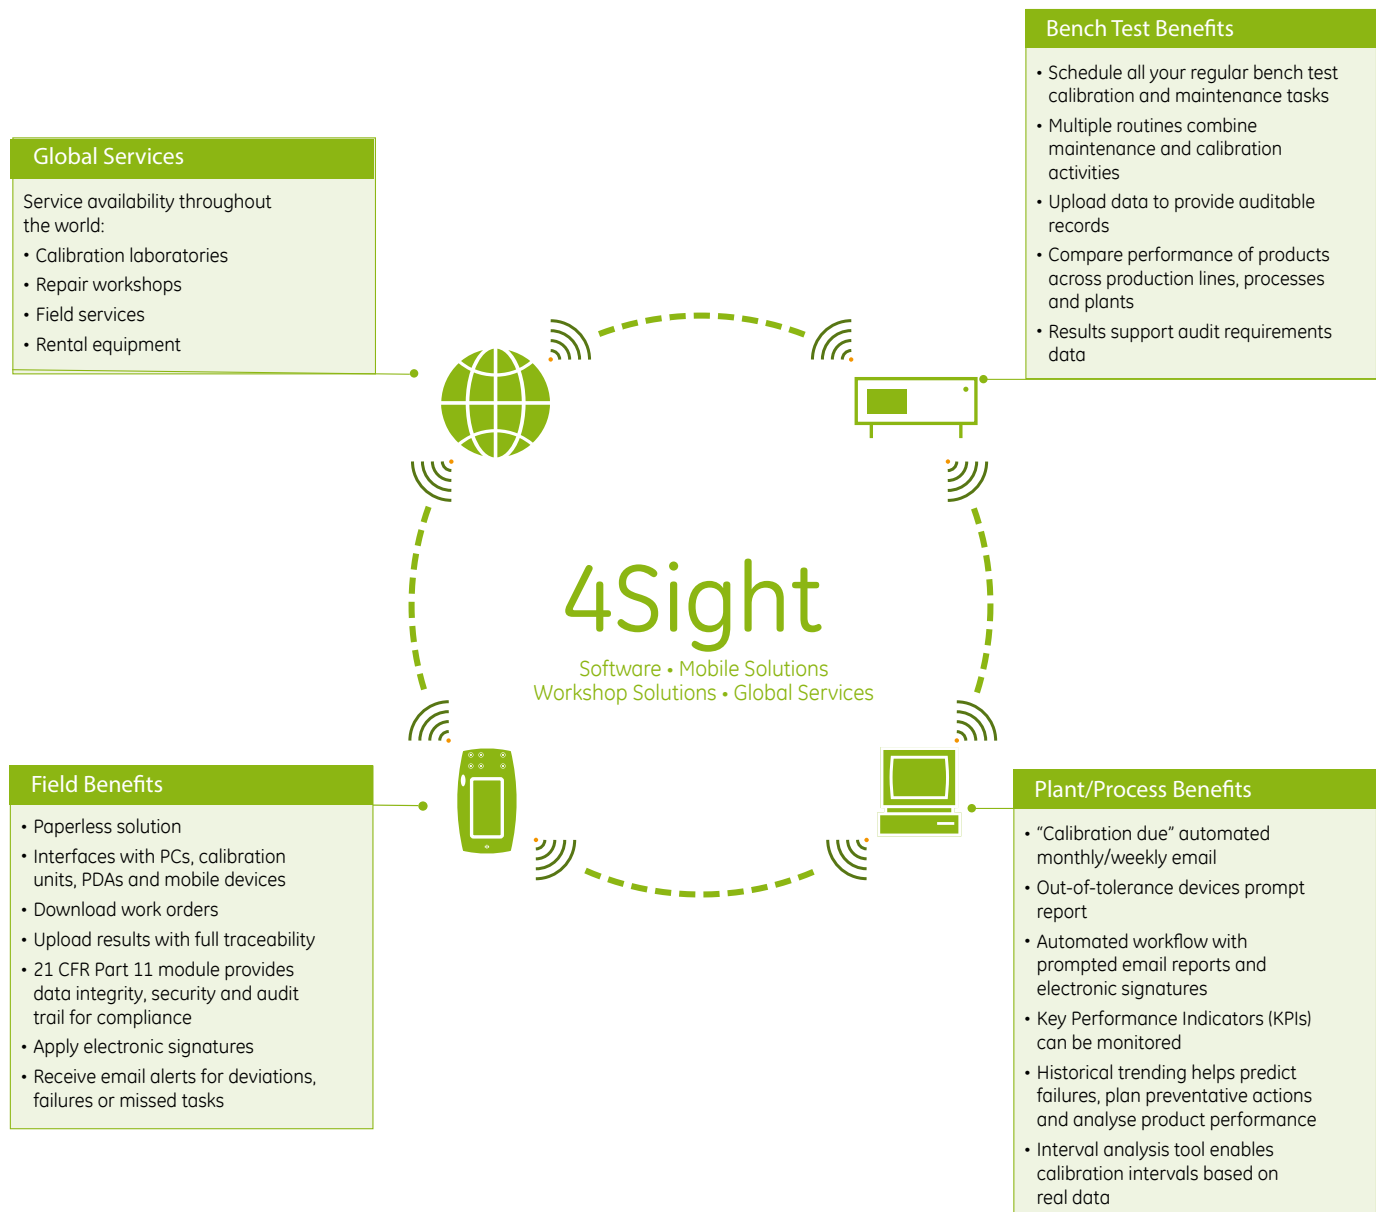 Global Services
Service availability throughout
the world:
• Calibration laboratories
• Repair workshops
• Field services
• Rental equipment
Bench Test Benefits
• Schedule all your regular bench test
calibration and maintenance tasks
• Multiple routines combine
maintenance and calibration
activities
• Upload data to provide auditable
records
• Compare performance of products
across production lines, processes
and plants
• Results support audit requirements
data
4Sight
Software • Mobile Solutions
Workshop Solutions • Global Services
Field Benefits
• Paperless solution
• Interfaces with PCs, calibration
units, PDAs and mobile devices
• Download work orders
• Upload results with full traceability
• 21 CFR Part 11 module provides
data integrity, security and audit
trail for compliance
• Apply electronic signatures
• Receive email alerts for deviations,
failures or missed tasks
Plant/Process Benefits
• “Calibration due” automated
monthly/weekly email
• Out-of-tolerance devices prompt
report
• Automated workflow with
prompted email reports and
electronic signatures
• Key Performance Indicators (KPIs)
can be monitored
• Historical trending helps predict
failures, plan preventative actions
and analyse product performance
• Interval analysis tool enables
calibration intervals based on
real data